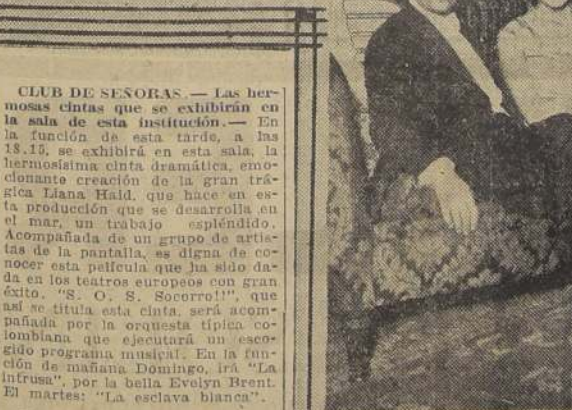 CLUB DE SEÑORAS.— Las her-
mosas cintas que se exhibirán en
la sala de esta institución.— En
la función de esta tarde, a las
18.15, se exhibirá en esta sala, la
hermosísima cinta dramática, emo-
cionante creación de la gran trá-
gica Liana Haid, que hace en es-
ta producción que se desarrolla en
el mar, un trabajo espléndido.
Acompañada de un grupo de artis-
tas de la pantalla, es digna de co-
nocer esta película que ha sido da-
da en los teatros europeos con gran
éxito. "S. O. S. Socorro!!", que
así se titula esta cinta, será acom-
pañada por la orquesta típica co-
lombiana que ejecutará un esco-
gido programa musical. En la fun-
ción de mañana Domingo, irá "La
intrusa", por la bella Evelyn Brent.
El martes: "La esclava blanca".